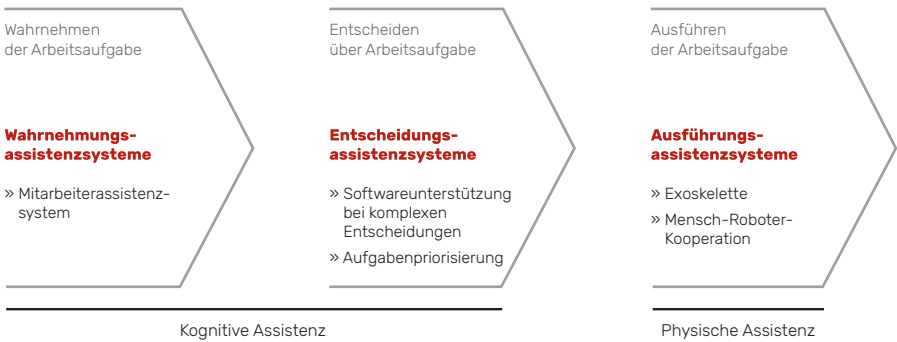 Wahrnehmen
der Arbeitsaufgabe
Wahrnehmungs-
assistenzsysteme
» Mitarbeiterassistenz-
system
Entscheiden
über Arbeitsaufgabe
Entscheidungs-
assistenzsysteme
» Softwareunterstützung
bei komplexen
Entscheidungen
» Aufgabenpriorisierung
Ausführen
der Arbeitsaufgabe
Ausführungs-
assistenzsysteme
» Exoskelette
» Mensch-Roboter-
Kooperation
Kognitive Assistenz
Physische Assistenz